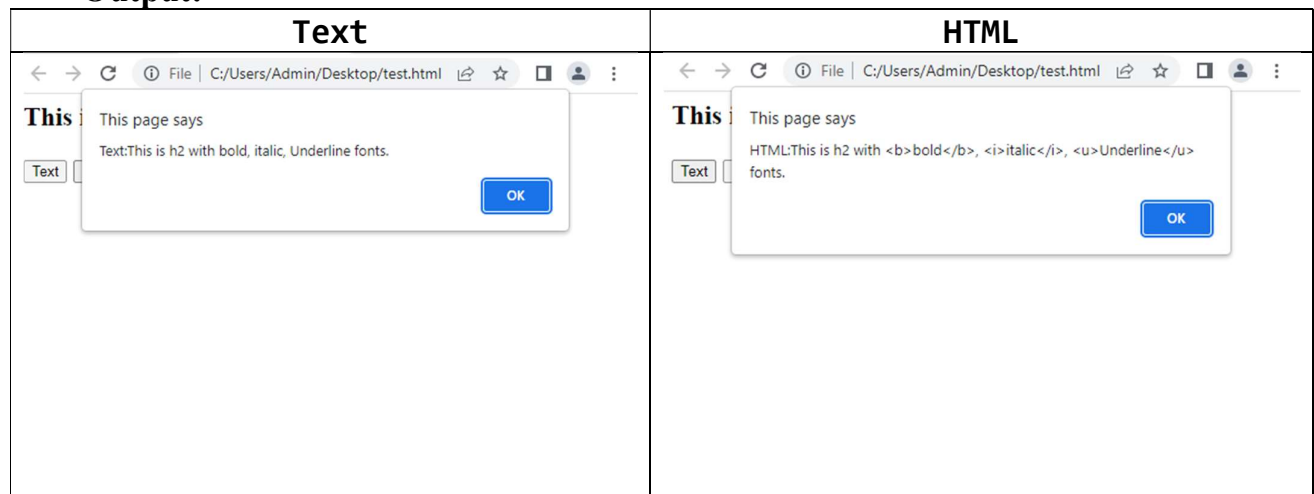 Output:
Text
HTML
File | C:/Users/Admin/Desktop/test.html
This i
This page says
Text:This is h2 with bold, italic, Underline fonts.
Text
OK
File | C:/Users/Admin/Desktop/test.html
This i
This page says
HTML:This is h2 with <b>bold</b>, <i>italic</i>, <u>Underline</u>
fonts.
Text
OK